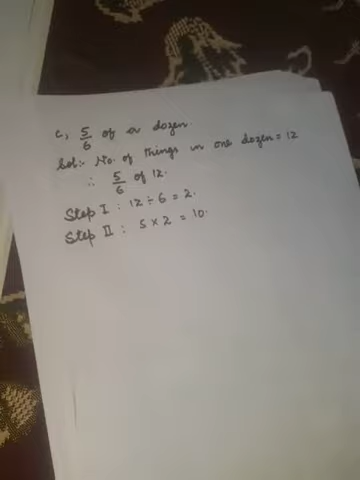 c, 5/6 of a dozen.
Sol:- No. of things in one dozen = 12
∴ 5/6 of 12.
Step I : 12 ÷ 6 = 2.
Step II : 5 × 2 = 10.